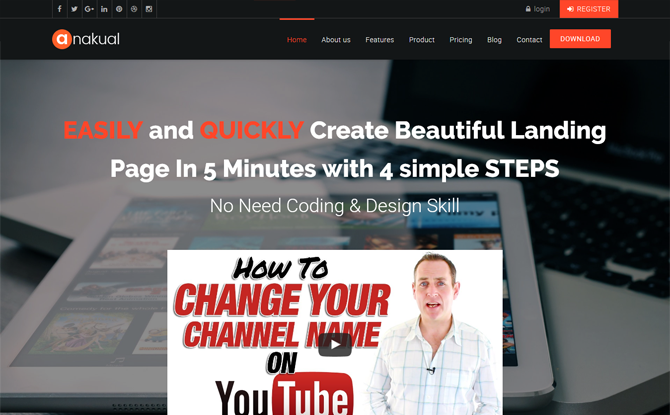 login
REGISTER
anakual
Home
About us
Features
Product
Pricing
Blog
Contact
DOWNLOAD
EASILY and QUICKLY Create Beautiful Landing
Page In 5 Minutes with 4 simple STEPS
No Need Coding & Design Skill
HOW TO
CHANGE YOUR
CHANNEL NAME
ON
YouTube